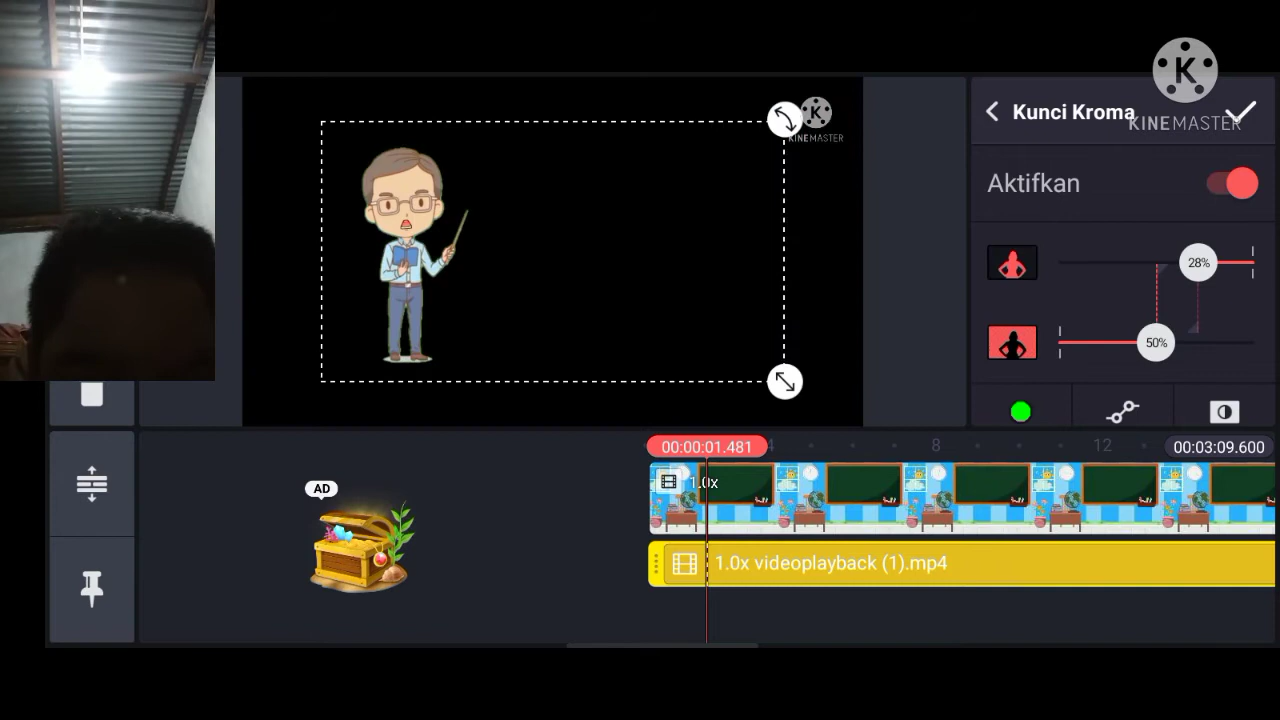 K
KINEMASTER
K
KINEMASTER
Kunci Kroma
Aktifkan
28%
50%
AD
00:00:01.481
4
8
12
00:03:09.600
1.0x
1.0x videoplayback (1).mp4